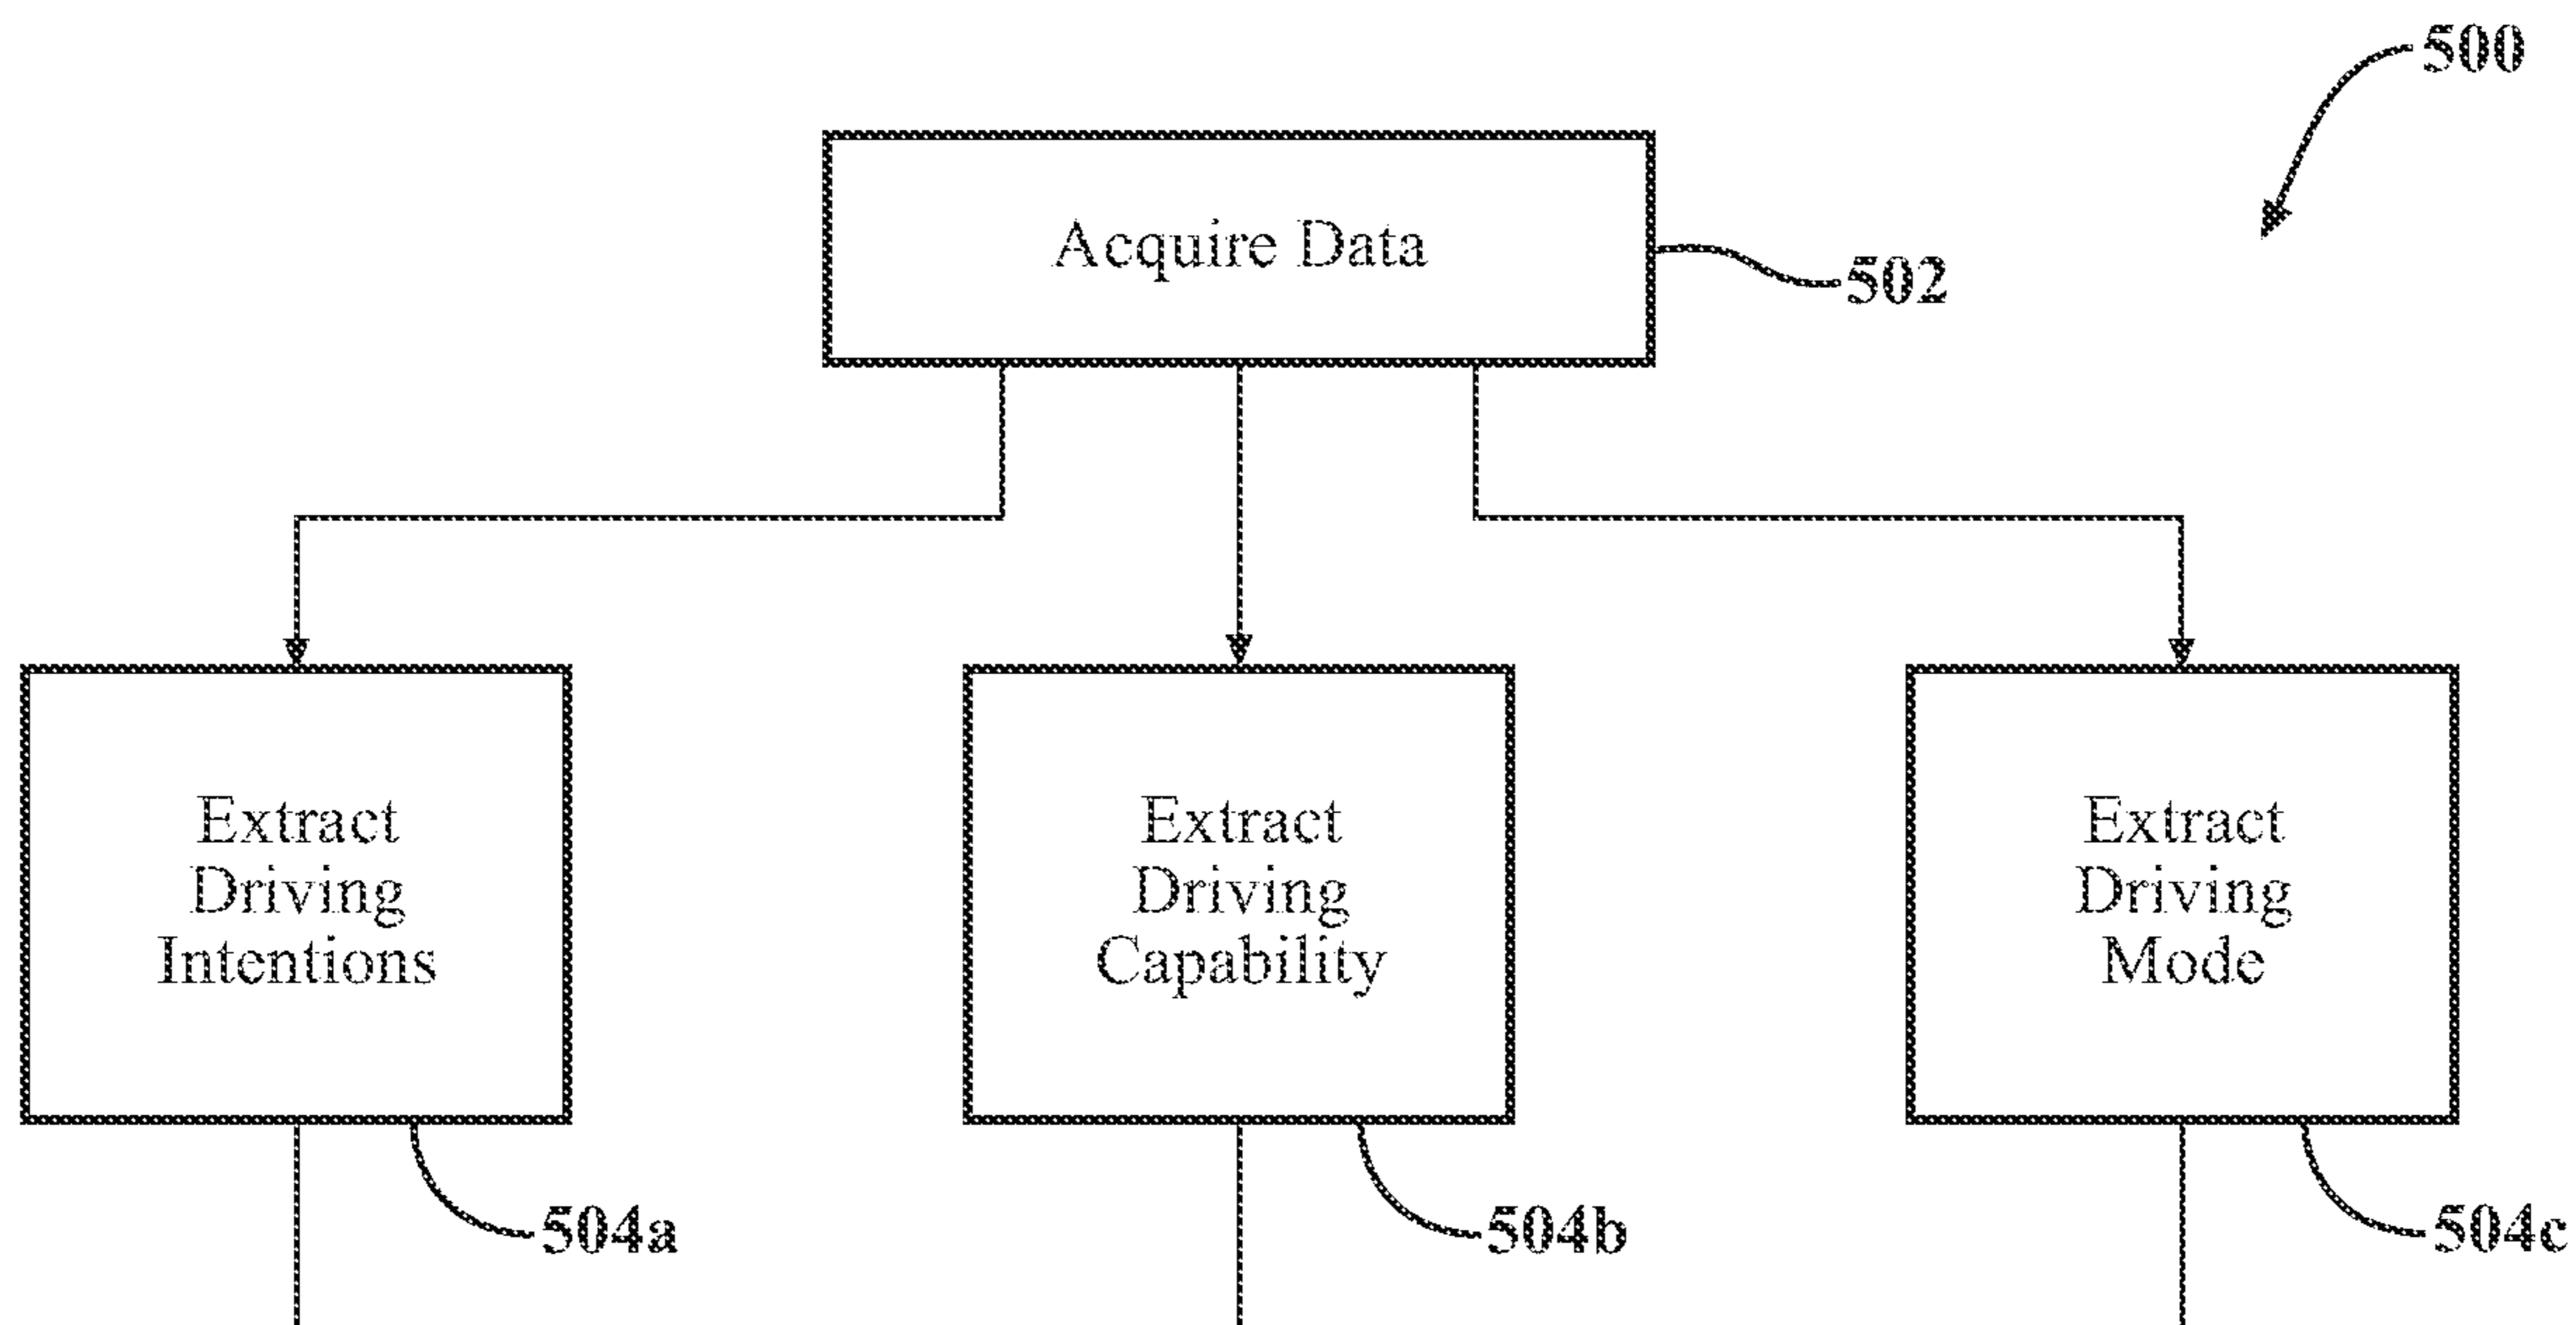 500
Acquire Data
502
Extract
Driving
Intentions
Extract
Driving
Capability
Extract
Driving
Mode
504a
504b
504c